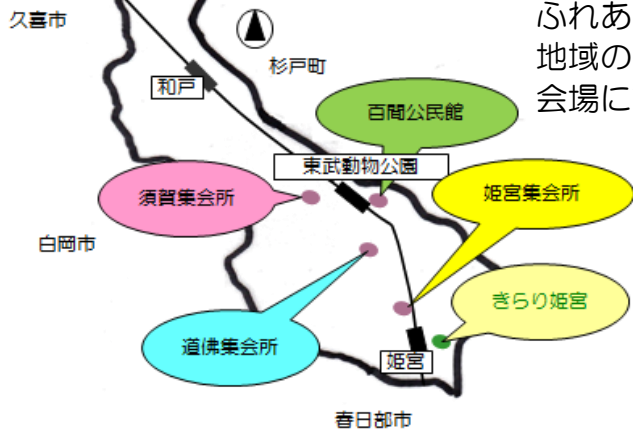 久喜市
ふれあ
地域の
会場に
杉戸町
和戸
百間公民館
東武動物公園
須賀集会所
姫宮集会所
白岡市
きらり姫宮
道佛集会所
姫宮
春日部市